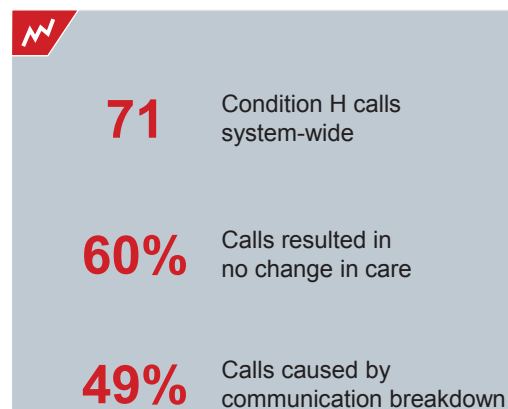 71
Condition H calls
system-wide
60%
Calls resulted in
no change in care
49%
Calls caused by
communication breakdown